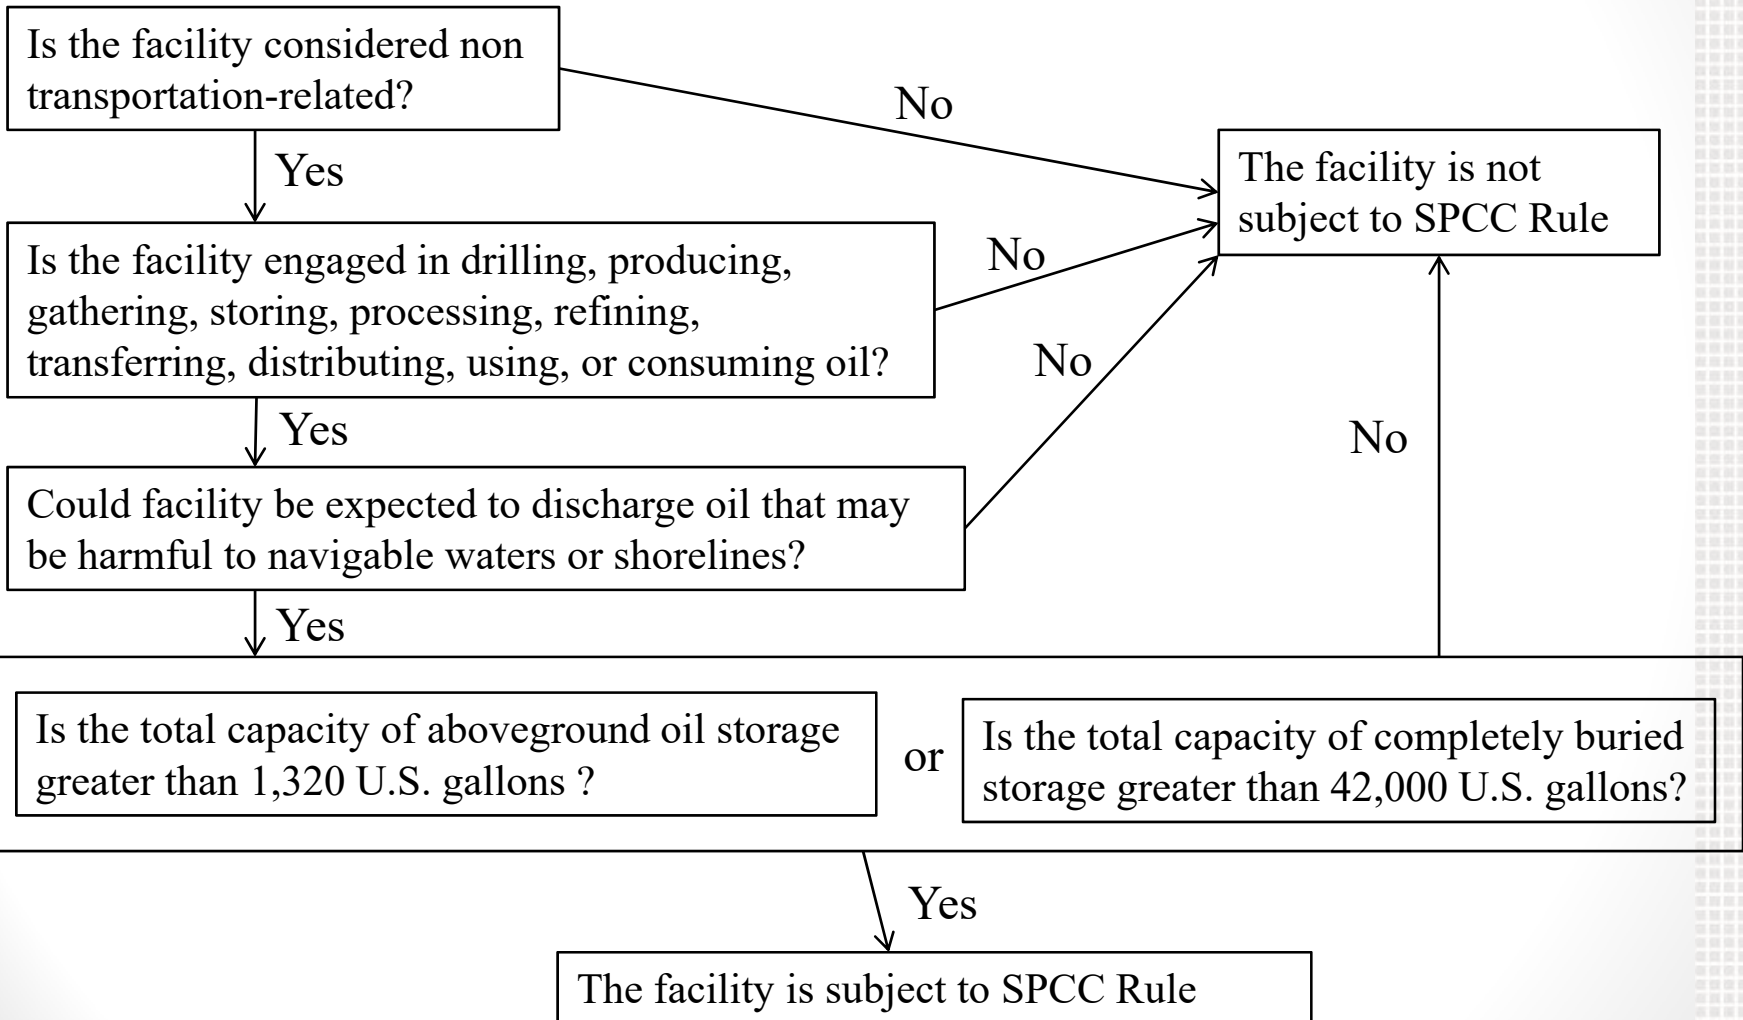 Is the facility considered non
transportation-related?
No
The facility is not
subject to SPCC Rule
Yes
Is the facility engaged in drilling, producing,
gathering, storing, processing, refining,
transferring, distributing, using, or consuming oil?
No
No
No
Yes
Could facility be expected to discharge oil that may
be harmful to navigable waters or shorelines?
Yes
Is the total capacity of aboveground oil storage
greater than 1,320 U.S. gallons ?
or
Is the total capacity of completely buried
storage greater than 42,000 U.S. gallons?
Yes
The facility is subject to SPCC Rule